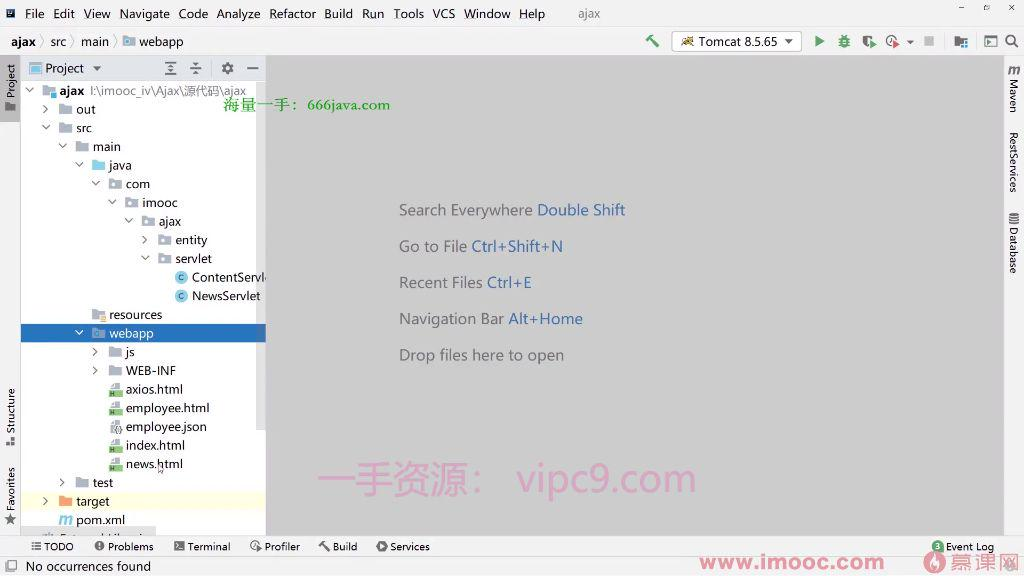 File Edit View Navigate Code Analyze Refactor Build Run Tools VCS Window Help ajax
ajax src main webapp
Tomcat 8.5.65
Project
Project
ajax I:\imooc_iv\Ajax\源代码\ajax
海量一手：666java.com
out
src
main
java
com
imooc
ajax
entity
servlet
ContentServl
NewsServlet
resources
webapp
js
WEB-INF
axios.html
employee.html
employee.json
index.html
news.html
test
target
pom.xml
Structure
Favorites
Search Everywhere Double Shift
Go to File Ctrl+Shift+N
Recent Files Ctrl+E
Navigation Bar Alt+Home
Drop files here to open
Maven
RestServices
Database
一手资源： vipc9.com
TODO Problems Terminal Profiler Build Services
3 Event Log
No occurrences found
www.imooc.com
慕课网